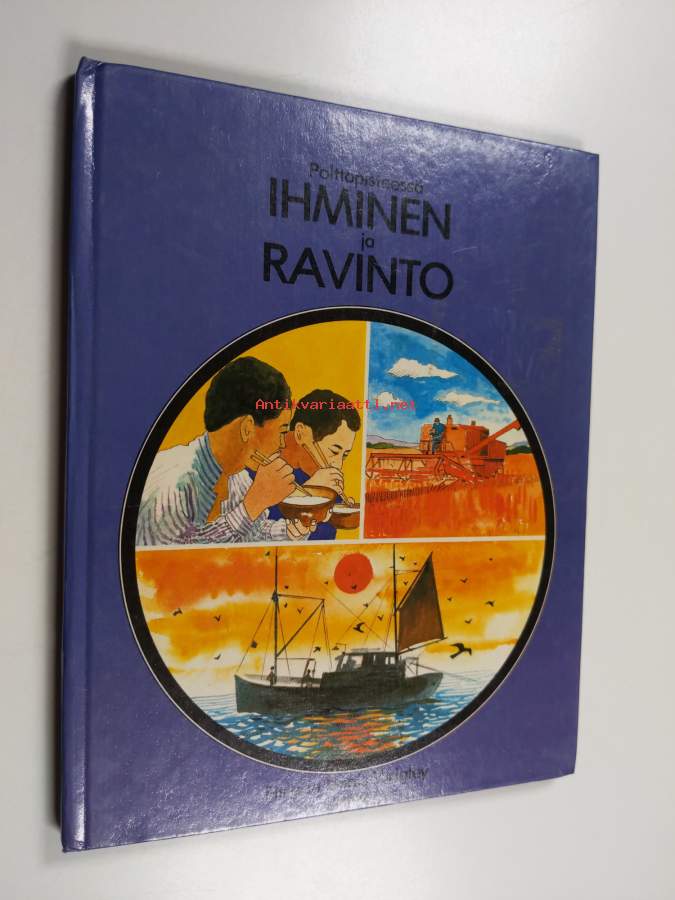 Polttopisteessä
IHMINEN
ja
RAVINTO
Antikvariaatti.net